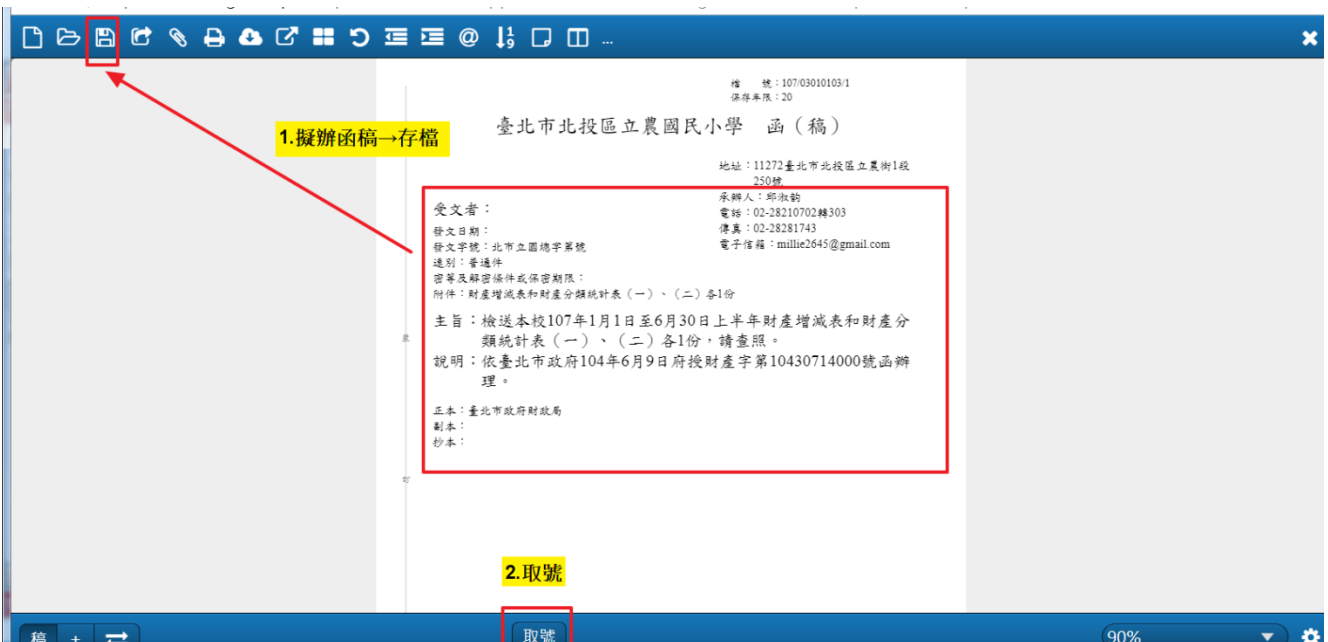 檔 號：107/03010103/1
保存年限：20
臺北市北投區立農國民小學 函（稿）
1.擬辦函稿→存檔
地址：11272臺北市北投區立農街1段
250號
承辦人：邱淑韵
電話：02-28210702轉303
傳真：02-28281743
電子信箱：millie2645@gmail.com
受文者：
發文日期：
發文字號：北市立園總字第號
速別：普通件
密等及解密條件或保密期限：
附件：財產增減表和財產分類統計表（一）、（二）各1份
主旨：檢送本校107年1月1日至6月30日上半年財產增減表和財產分
類統計表（一）、（二）各1份，請查照。
說明：依臺北市政府104年6月9日府授財產字第10430714000號函辦
理。
正本：臺北市政府財政局
副本：
抄本：
裝
訂
2.取號
稿 +
取號
90%